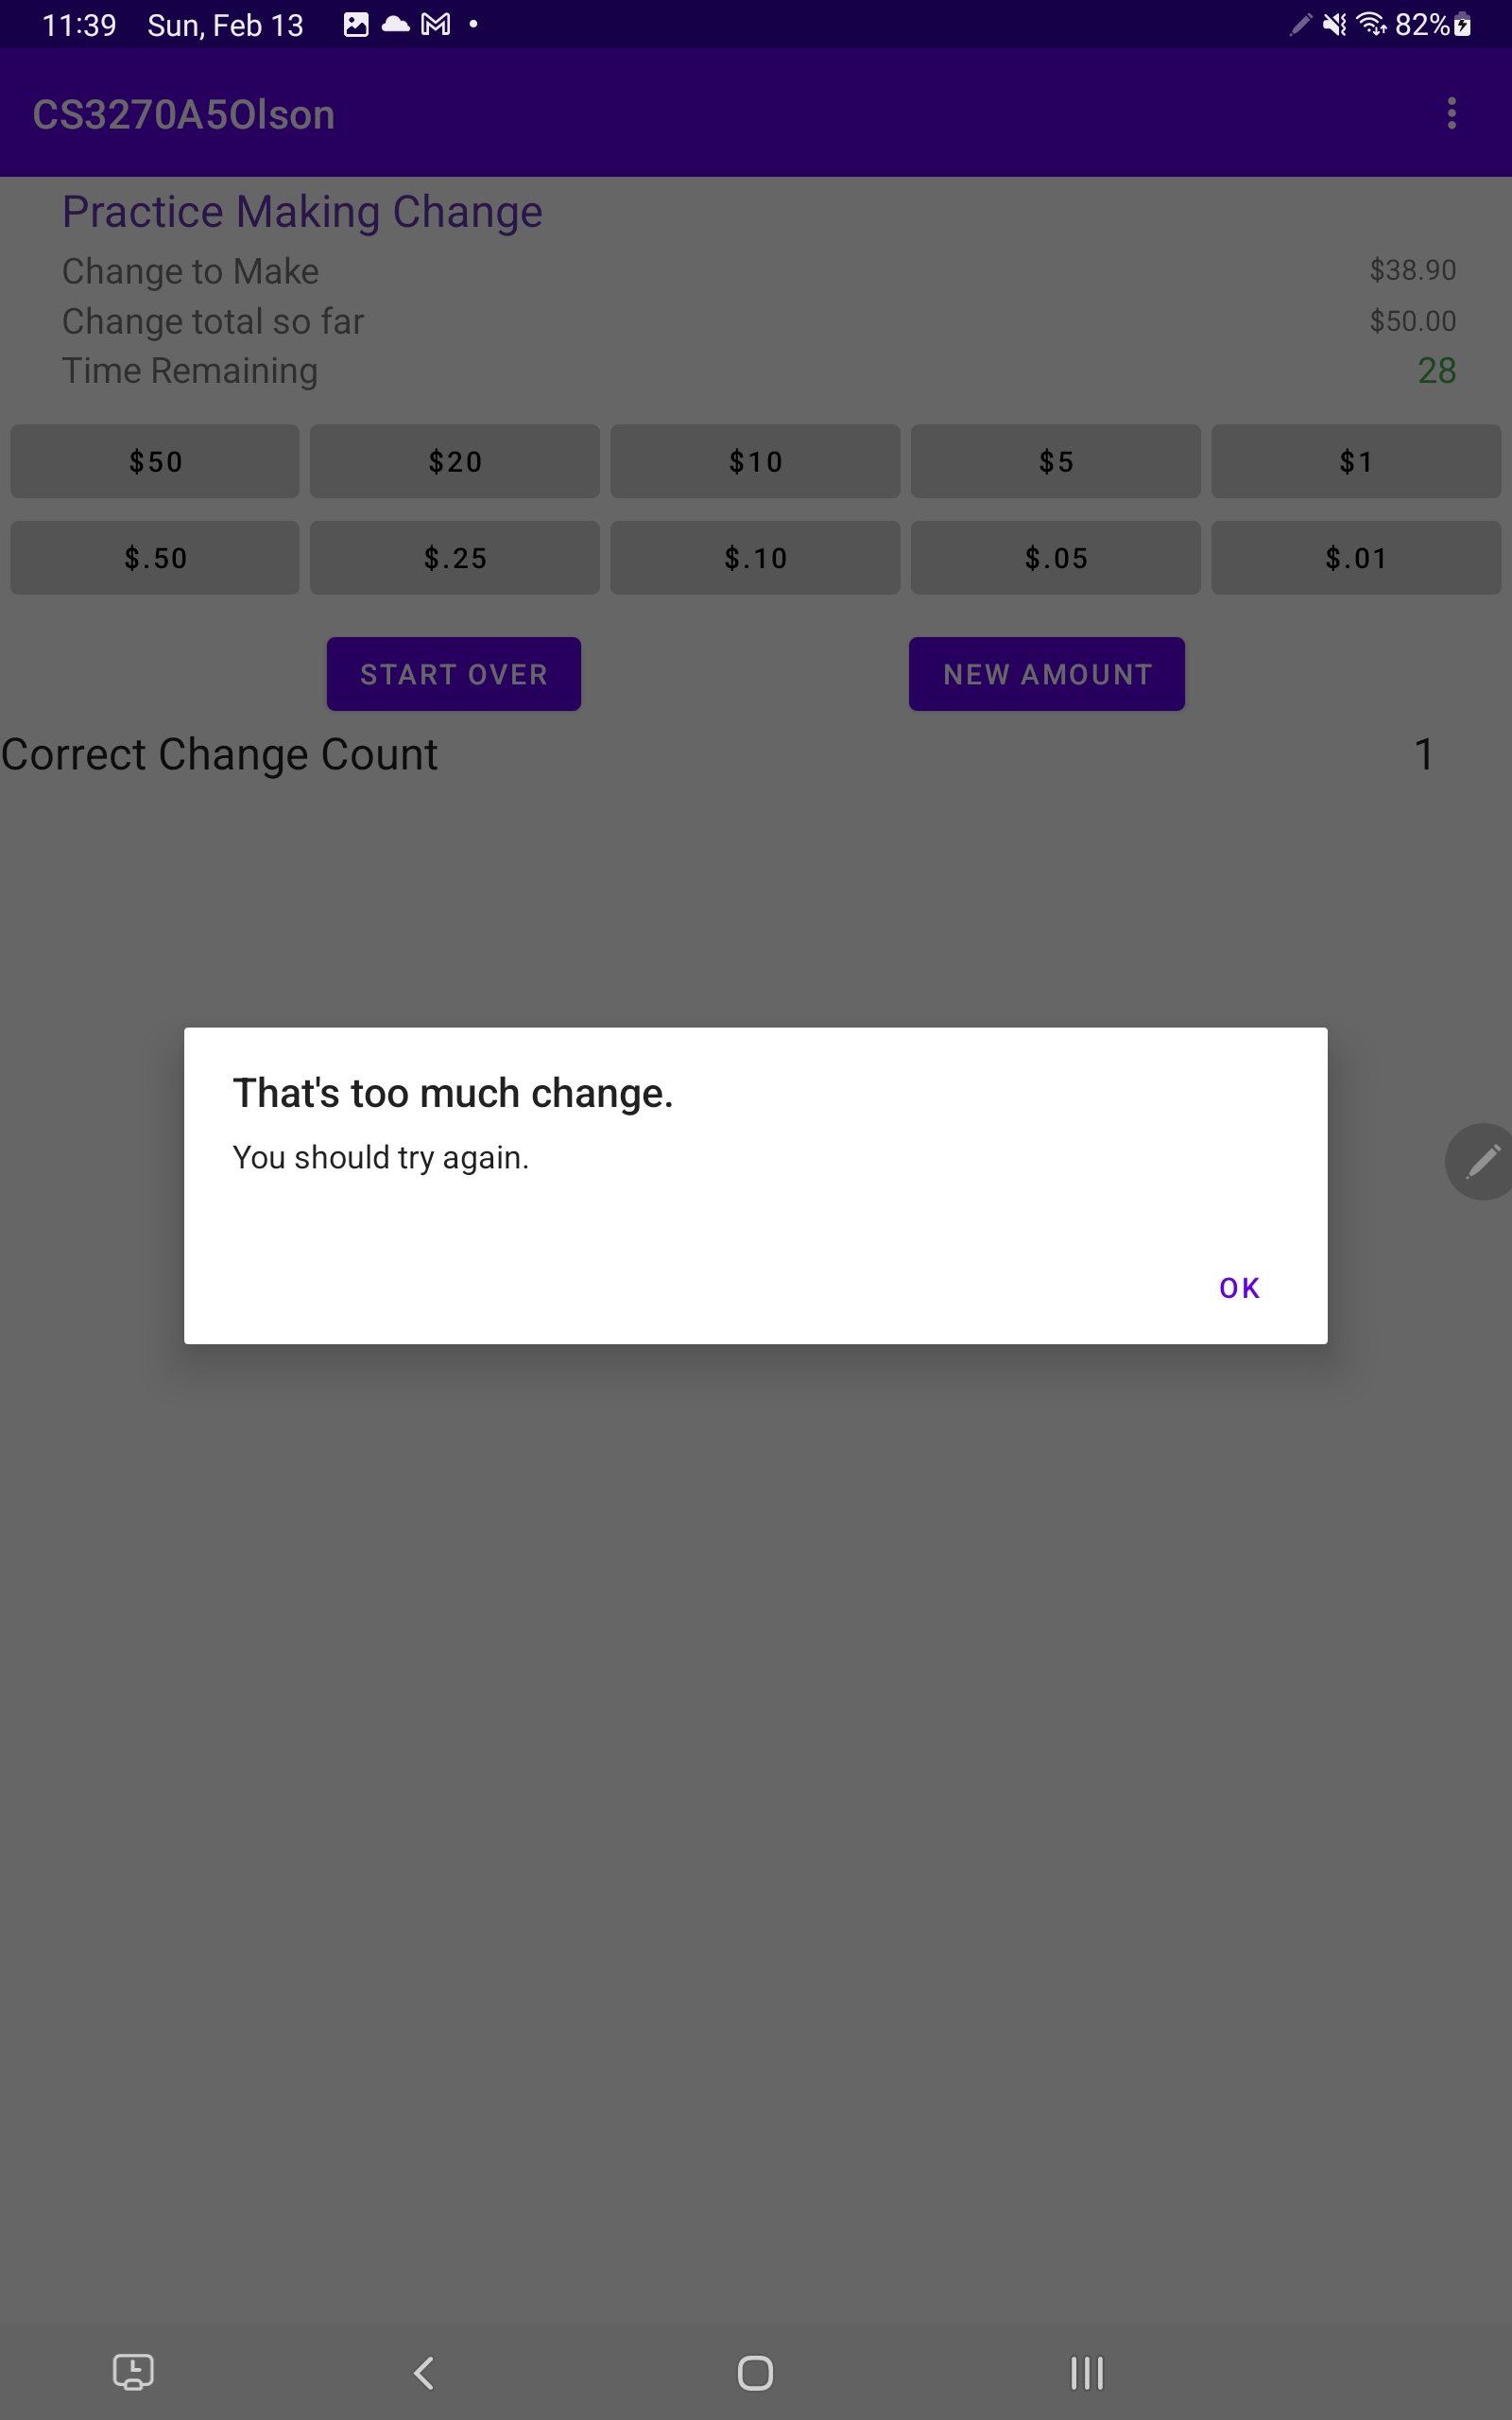 11:39 Sun, Feb 13 82%
CS3270A5Olson
Practice Making Change
Change to Make $38.90
Change total so far $50.00
Time Remaining 28
$50 $20 $10 $5 $1
$.50 $.25 $.10 $.05 $.01
START OVER NEW AMOUNT
Correct Change Count 1
That's too much change.
You should try again.
OK